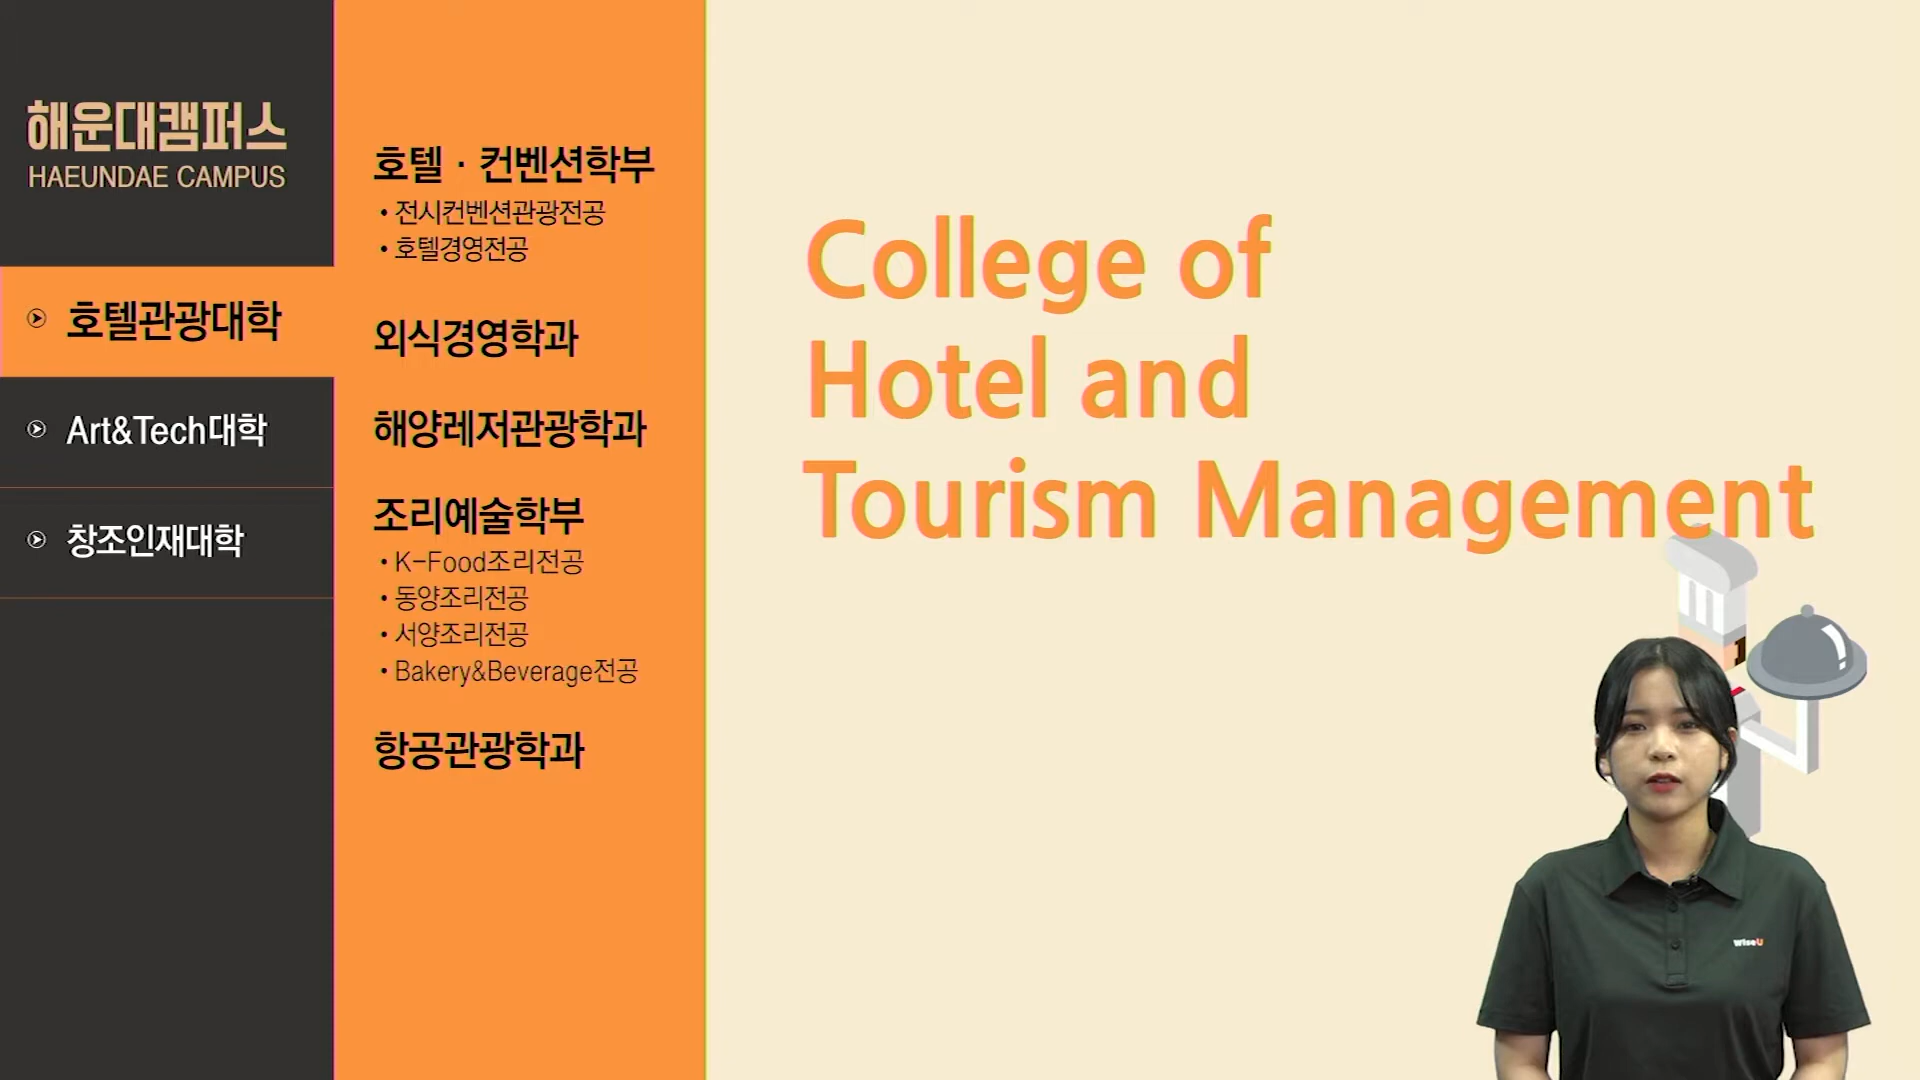 해운대캠퍼스
HAEUNDAE CAMPUS
호텔관광대학
Art&Tech대학
창조인재대학
호텔 · 컨벤션학부
• 전시컨벤션관광전공
• 호텔경영전공
외식경영학과
해양레저관광학과
조리예술학부
• K-Food조리전공
• 동양조리전공
• 서양조리전공
• Bakery&Beverage전공
항공관광학과
College of
Hotel and
Tourism Management
WiseU